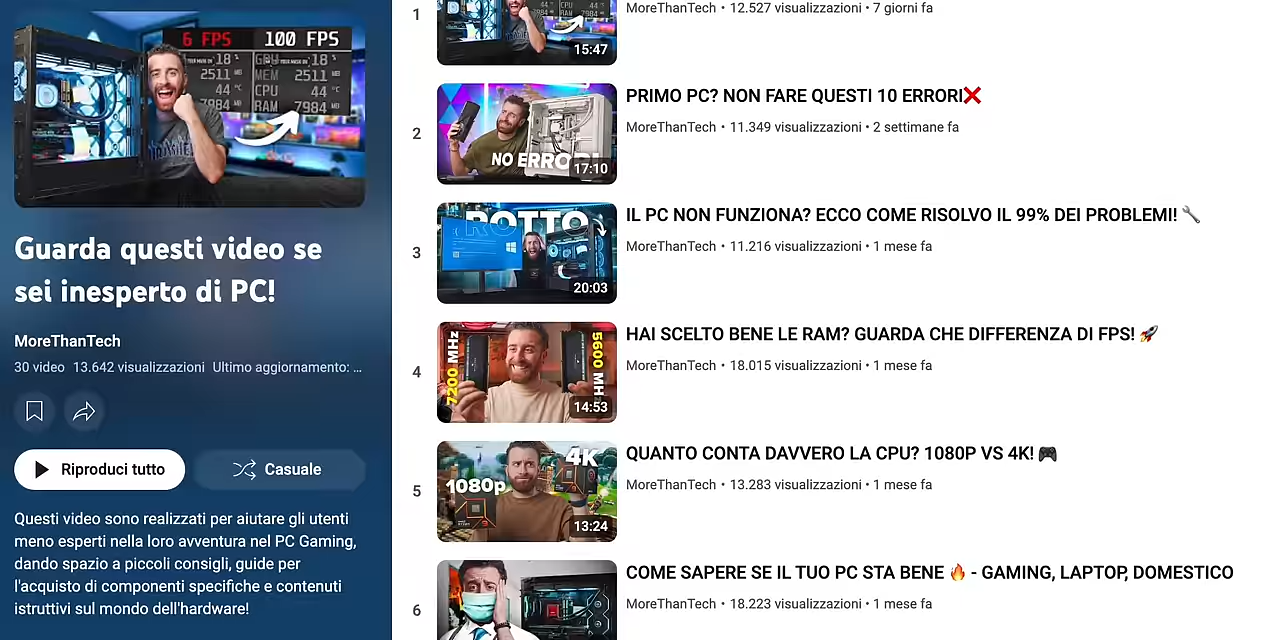 6 FPS 100 FPS
18 % GPU 18 %
2511 MB MEM 2511 MB
44 °C CPU 44 °C
7984 MB RAM 7984 MB
Guarda questi video se
sei inesperto di PC!
MoreThanTech
30 video 13.642 visualizzazioni Ultimo aggiornamento: ...
Riproduci tutto
Casuale
Questi video sono realizzati per aiutare gli utenti
meno esperti nella loro avventura nel PC Gaming,
dando spazio a piccoli consigli, guide per
l'acquisto di componenti specifiche e contenuti
istruttivi sul mondo dell'hardware!
1
15:47
MoreThanTech • 12.527 visualizzazioni • 7 giorni fa
2
NO ERRORI
17:10
PRIMO PC? NON FARE QUESTI 10 ERRORI❌
MoreThanTech • 11.349 visualizzazioni • 2 settimane fa
3
ROTTO
20:03
IL PC NON FUNZIONA? ECCO COME RISOLVO IL 99% DEI PROBLEMI! 🔧
MoreThanTech • 11.216 visualizzazioni • 1 mese fa
4
7200 MHz
5600 MHz
14:53
HAI SCELTO BENE LE RAM? GUARDA CHE DIFFERENZA DI FPS! 🚀
MoreThanTech • 18.015 visualizzazioni • 1 mese fa
5
1080p
4K
13:24
QUANTO CONTA DAVVERO LA CPU? 1080P VS 4K! 🎮
MoreThanTech • 13.283 visualizzazioni • 1 mese fa
6
COME SAPERE SE IL TUO PC STA BENE 🔥 - GAMING, LAPTOP, DOMESTICO
MoreThanTech • 18.223 visualizzazioni • 1 mese fa